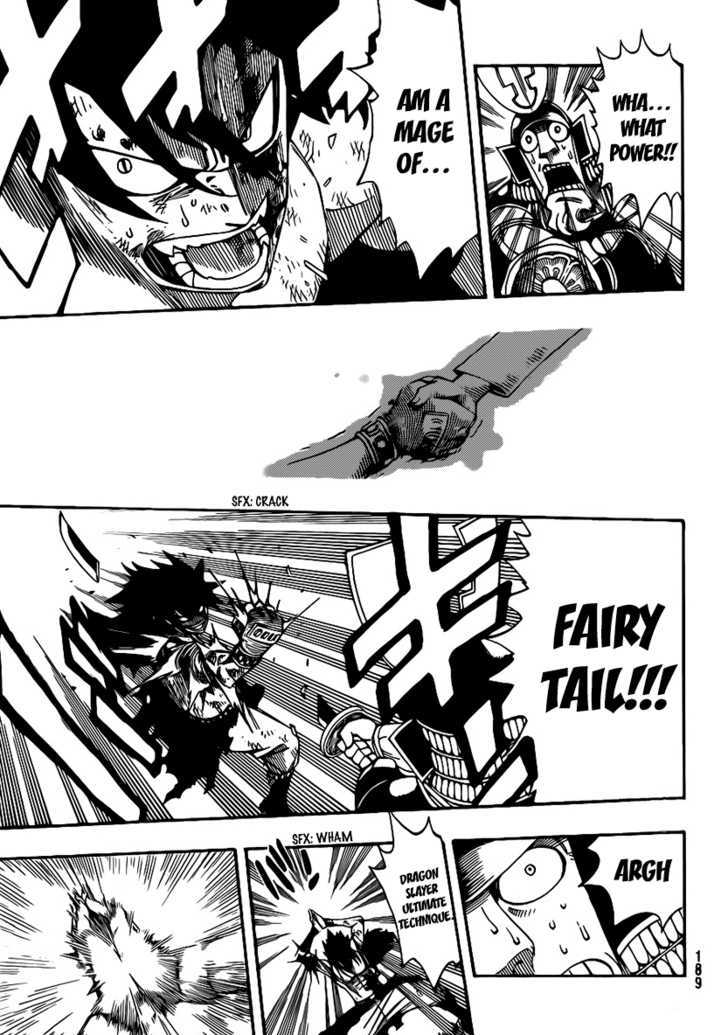 WHA...
WHAT
POWER!!
AM A
MAGE
OF...
SFX: CRACK
FAIRY
TAIL!!!
ARGH
SFX: WHAM
DRAGON
SLAYER
ULTIMATE
TECHNIQUE.
189